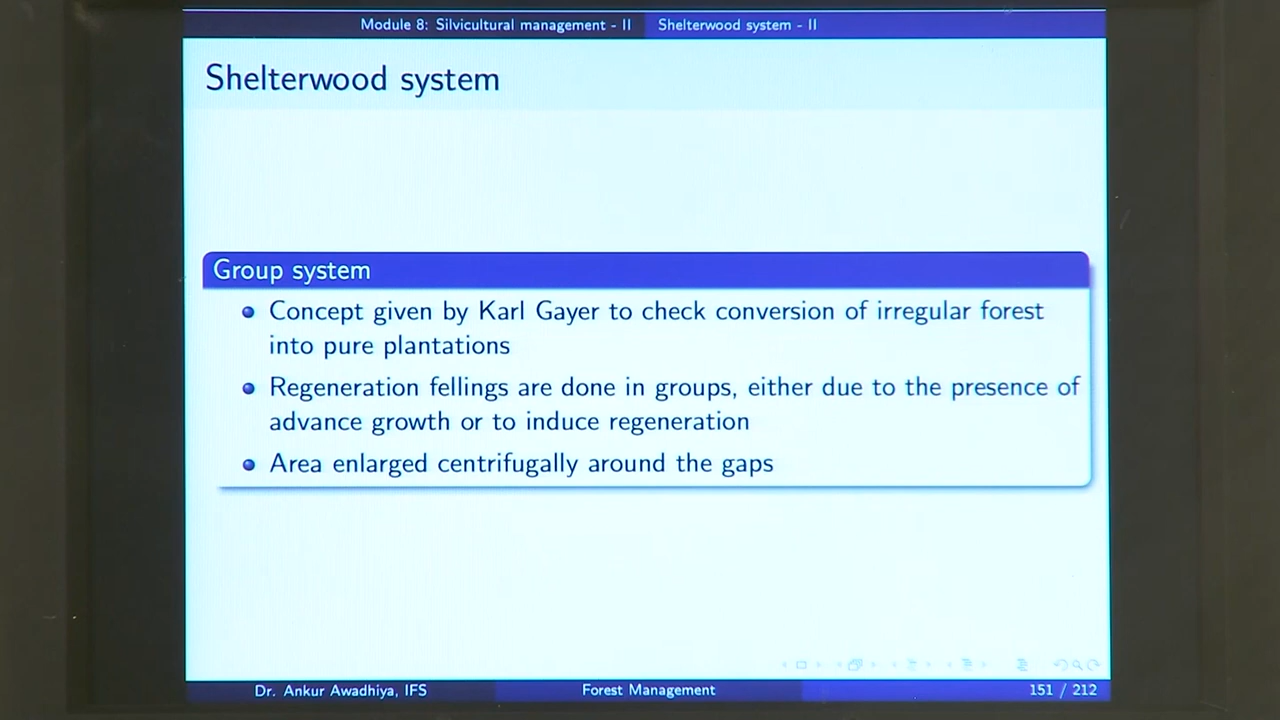 Module 8: Silvicultural management - II Shelterwood system - II
Shelterwood system
Group system
Concept given by Karl Gayer to check conversion of irregular forest
into pure plantations
Regeneration fellings are done in groups, either due to the presence of
advance growth or to induce regeneration
Area enlarged centrifugally around the gaps
Dr. Ankur Awadhiya, IFS Forest Management 151 / 212